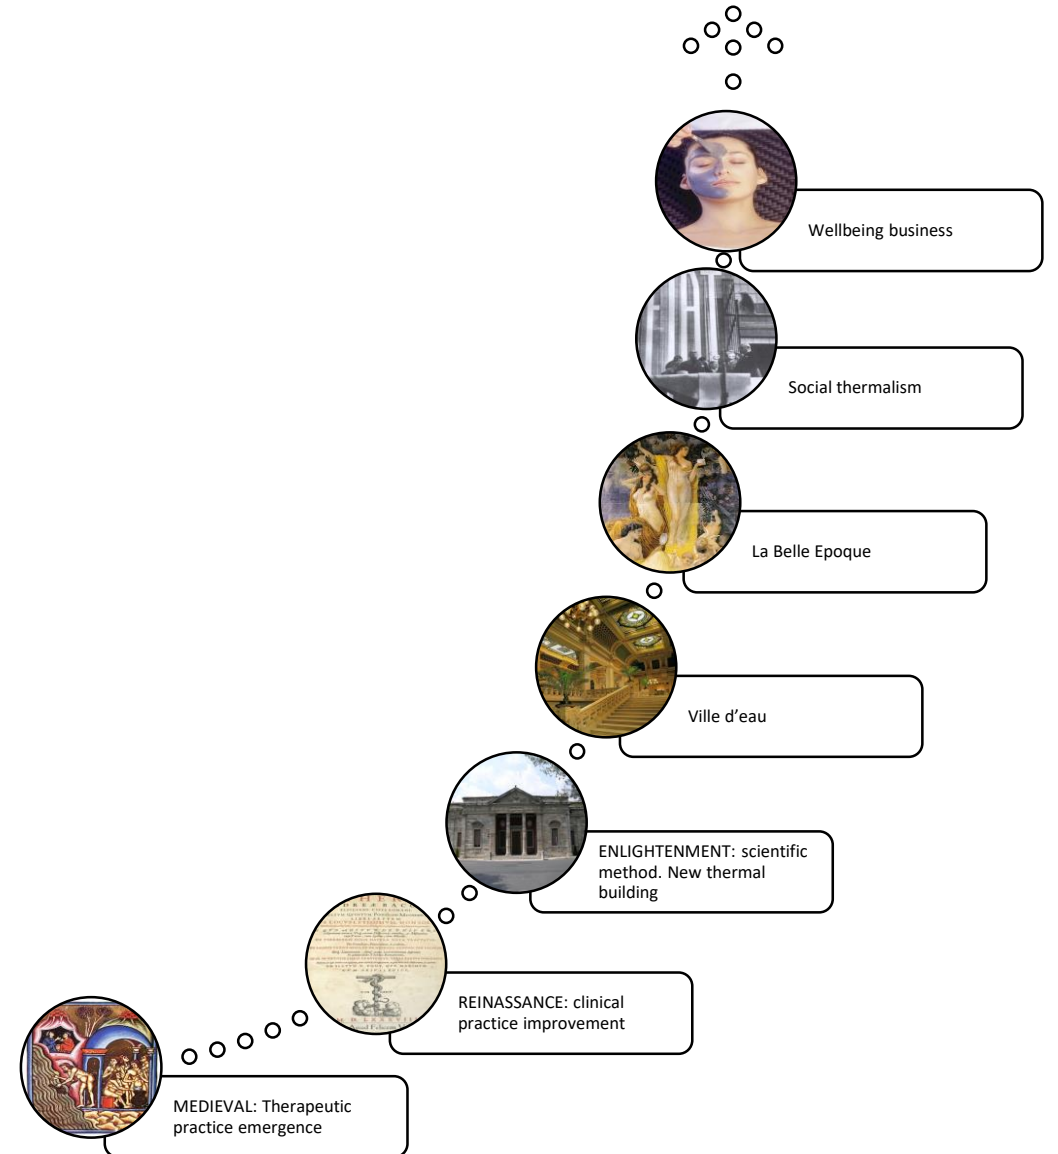 Wellbeing business
Social thermalism
La Belle Epoque
Ville d’eau
ENLIGHTENMENT: scientific
method. New thermal
building
REINASSANCE: clinical
practice improvement
MEDIEVAL: Therapeutic
practice emergence